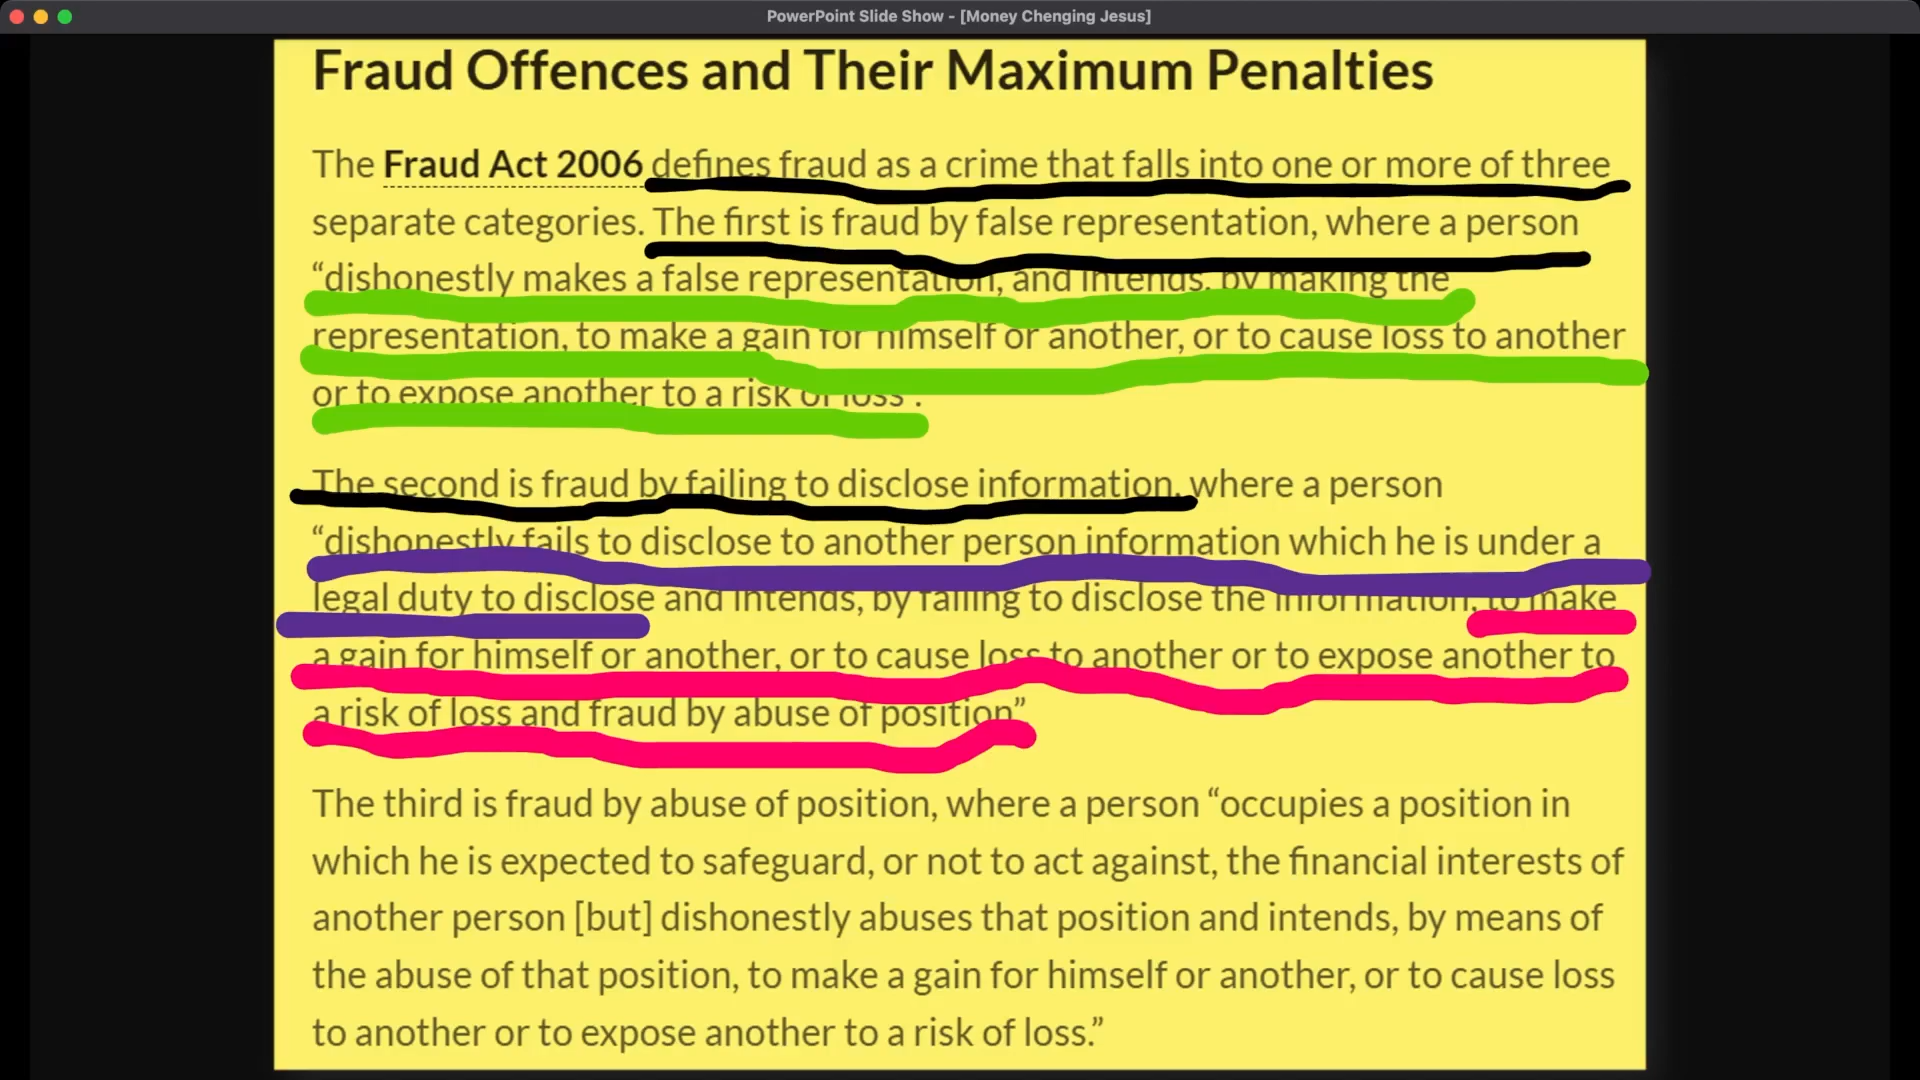 PowerPoint Slide Show - [Money Chenging Jesus]
Fraud Offences and Their Maximum Penalties
The Fraud Act 2006 defines fraud as a crime that falls into one or more of three
separate categories. The first is fraud by false representation, where a person
“dishonestly makes a false representation, and intends, by making the
representation, to make a gain for himself or another, or to cause loss to another
or to expose another to a risk of loss”.
The second is fraud by failing to disclose information, where a person
“dishonestly fails to disclose to another person information which he is under a
legal duty to disclose and intends, by failing to disclose the information, to make
a gain for himself or another, or to cause loss to another or to expose another to
a risk of loss and fraud by abuse of position”.
The third is fraud by abuse of position, where a person “occupies a position in
which he is expected to safeguard, or not to act against, the financial interests of
another person [but] dishonestly abuses that position and intends, by means of
the abuse of that position, to make a gain for himself or another, or to cause loss
to another or to expose another to a risk of loss.”